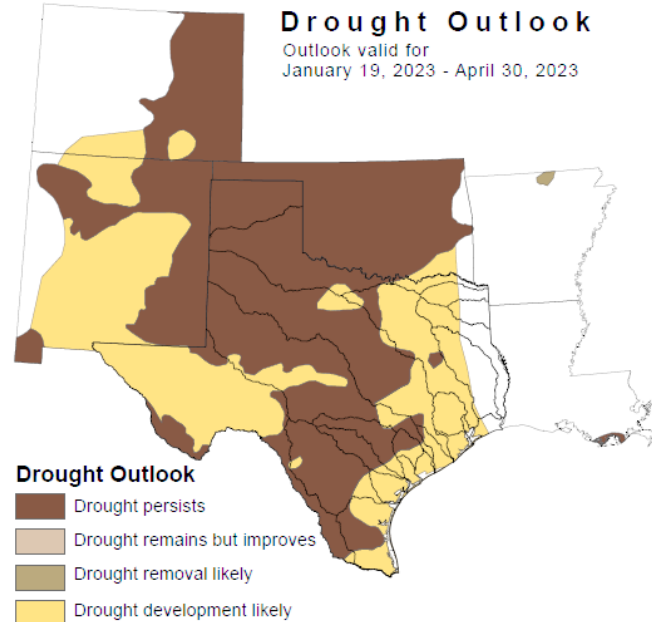 Drought Outlook
Outlook valid for
January 19, 2023 - April 30, 2023
Drought Outlook
Drought persists
Drought remains but improves
Drought removal likely
Drought development likely